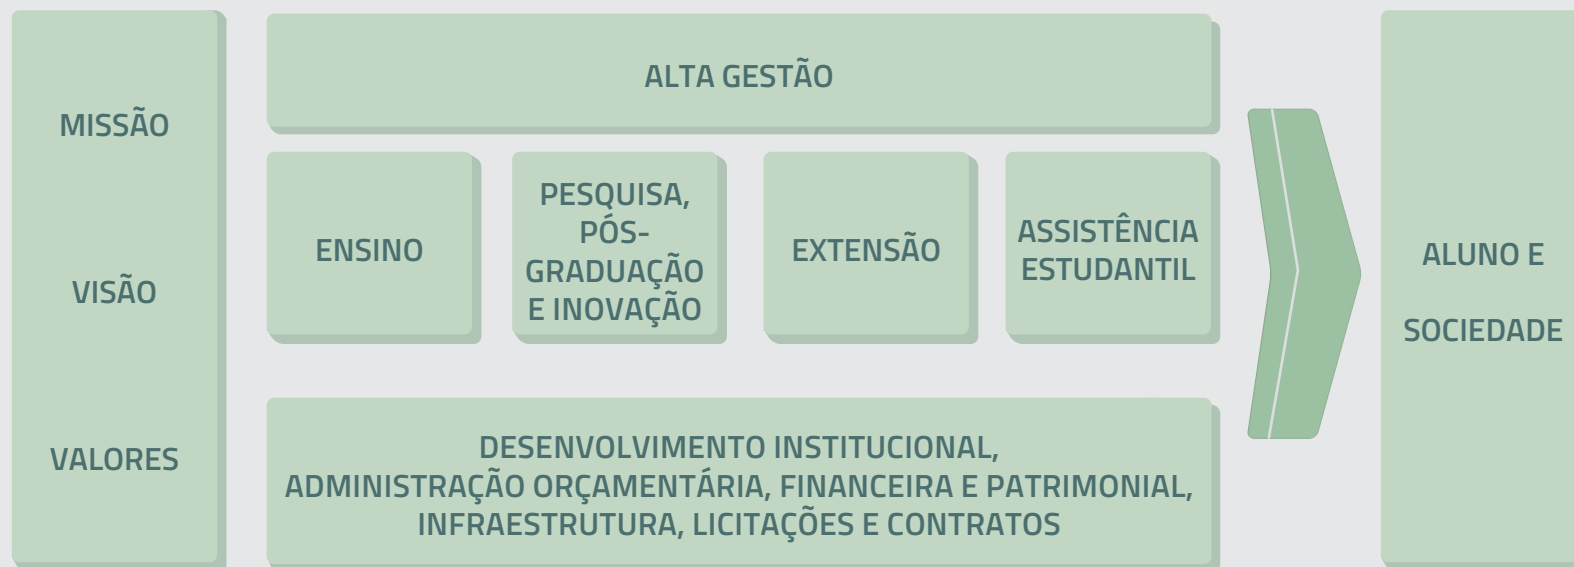 MISSÃO
VISÃO
VALORES
ALTA GESTÃO
ENSINO
PESQUISA,
PÓS-
GRADUAÇÃO
E INOVAÇÃO
EXTENSÃO
ASSISTÊNCIA
ESTUDANTIL
DESENVOLVIMENTO INSTITUCIONAL,
ADMINISTRAÇÃO ORÇAMENTÁRIA, FINANCEIRA E PATRIMONIAL,
INFRAESTRUTURA, LICITAÇÕES E CONTRATOS
ALUNO E
SOCIEDADE